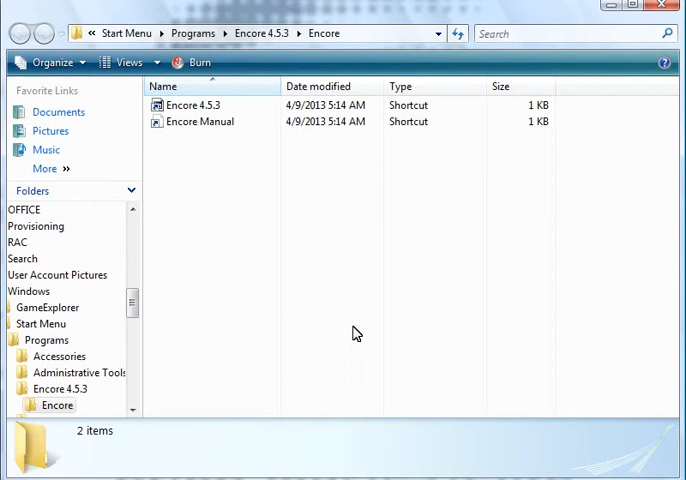 « Start Menu Programs Encore 4.5.3 Encore
Search
Organize Views Burn
Favorite Links
Documents
Pictures
Music
More »
Folders
OFFICE
Provisioning
RAC
Search
User Account Pictures
Windows
GameExplorer
Start Menu
Programs
Accessories
Administrative Tools
Encore 4.5.3
Encore
Name Date modified Type Size
Encore 4.5.3 4/9/2013 5:14 AM Shortcut 1 KB
Encore Manual 4/9/2013 5:14 AM Shortcut 1 KB
2 items